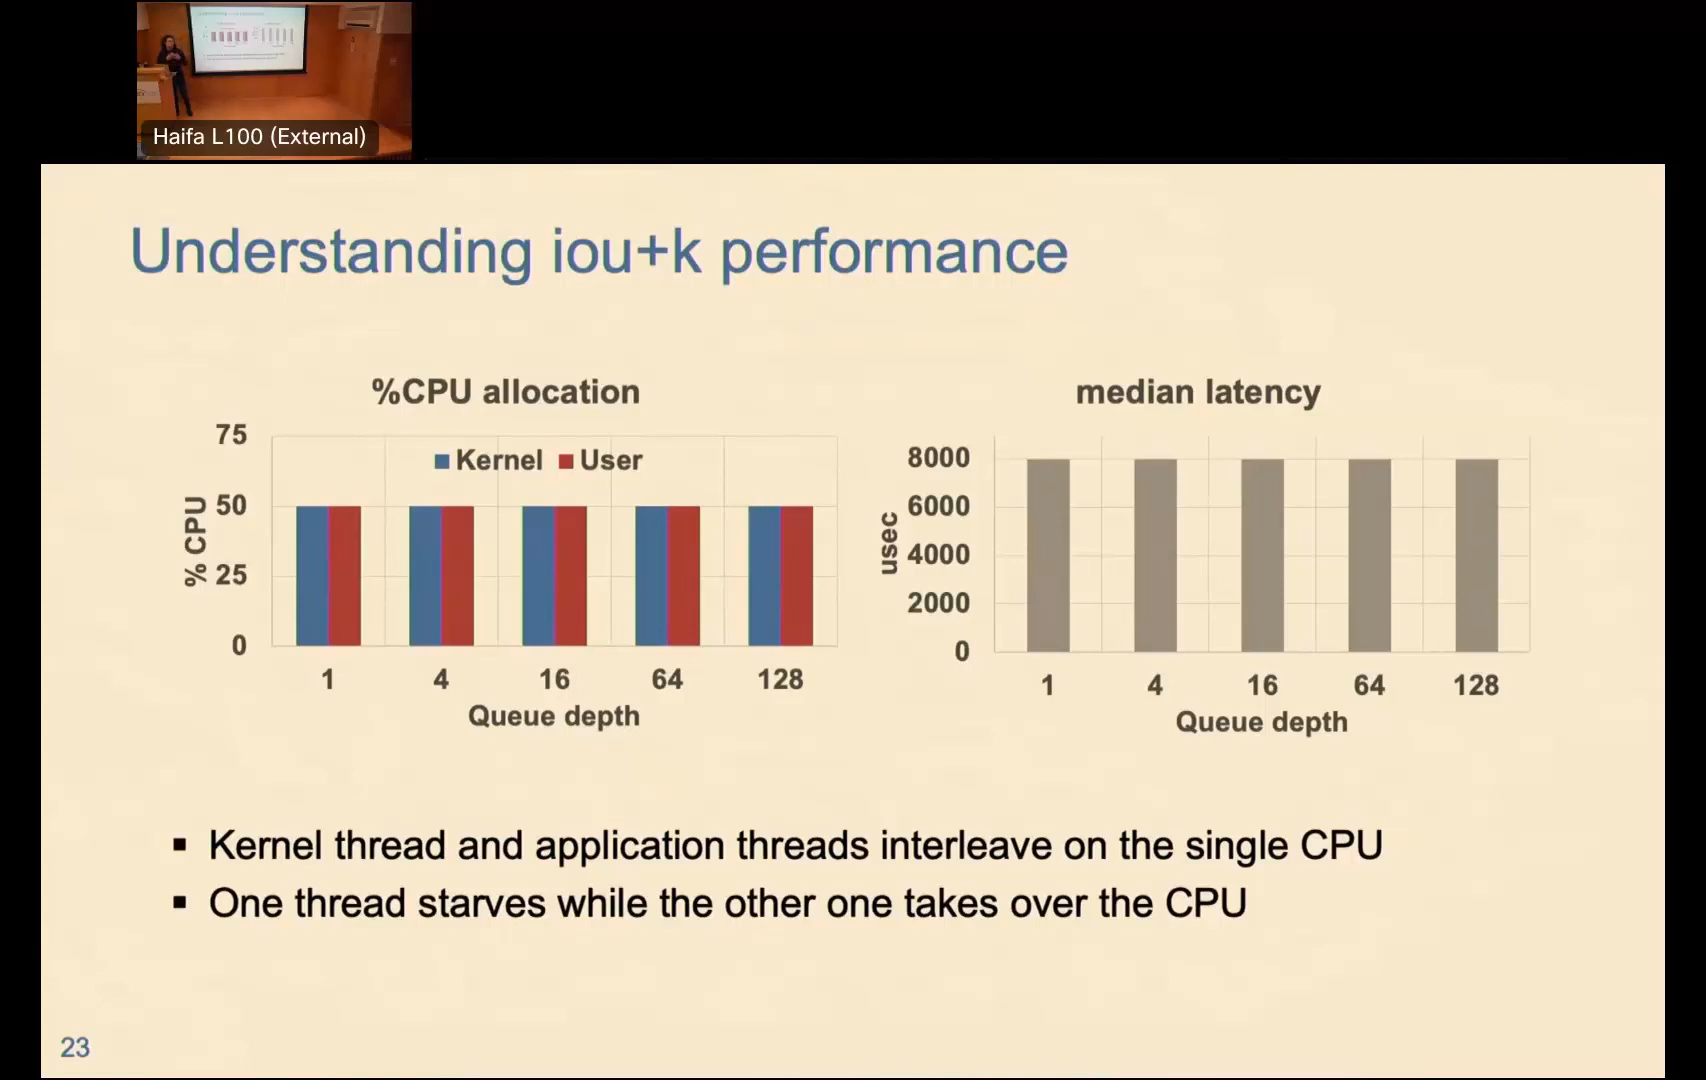 Haifa L100 (External)
Understanding iou+k performance
%CPU allocation
75
50
25
0
% CPU
Kernel User
1 4 16 64 128
Queue depth
median latency
8000
6000
4000
2000
0
usec
1 4 16 64 128
Queue depth
▪ Kernel thread and application threads interleave on the single CPU
▪ One thread starves while the other one takes over the CPU
23